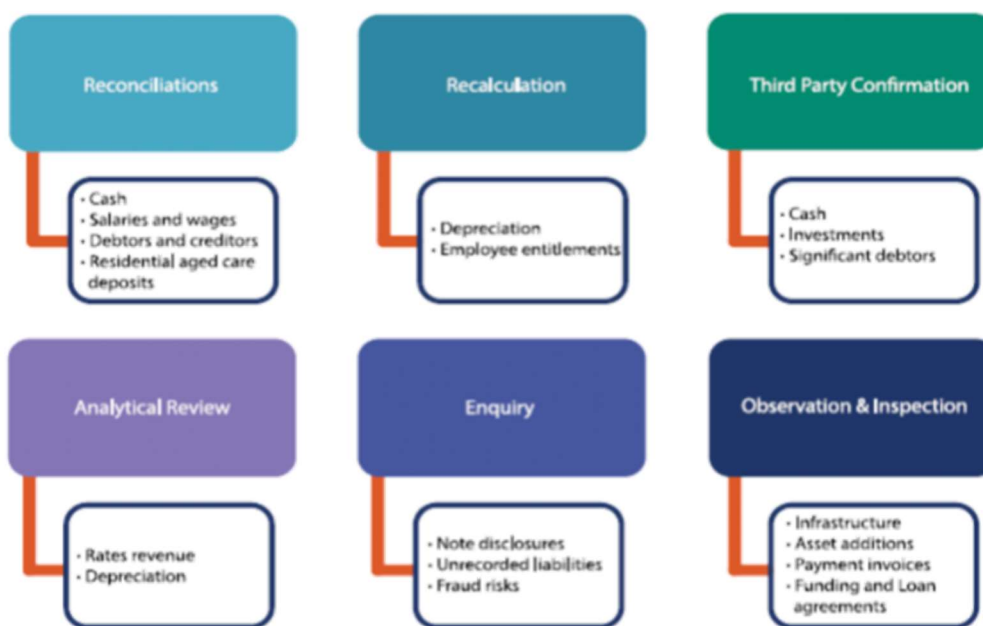 Reconciliations
• Cash
• Salaries and wages
• Debtors and creditors
• Residential aged care
deposits
Recalculation
• Depreciation
• Employee entitlements
Third Party Confirmation
• Cash
• Investments
• Significant debtors
Analytical Review
• Rates revenue
• Depreciation
Enquiry
• Note disclosures
• Unrecorded liabilities
• Fraud risks
Observation & Inspection
• Infrastructure
• Asset additions
• Payment invoices
• Funding and Loan
agreements